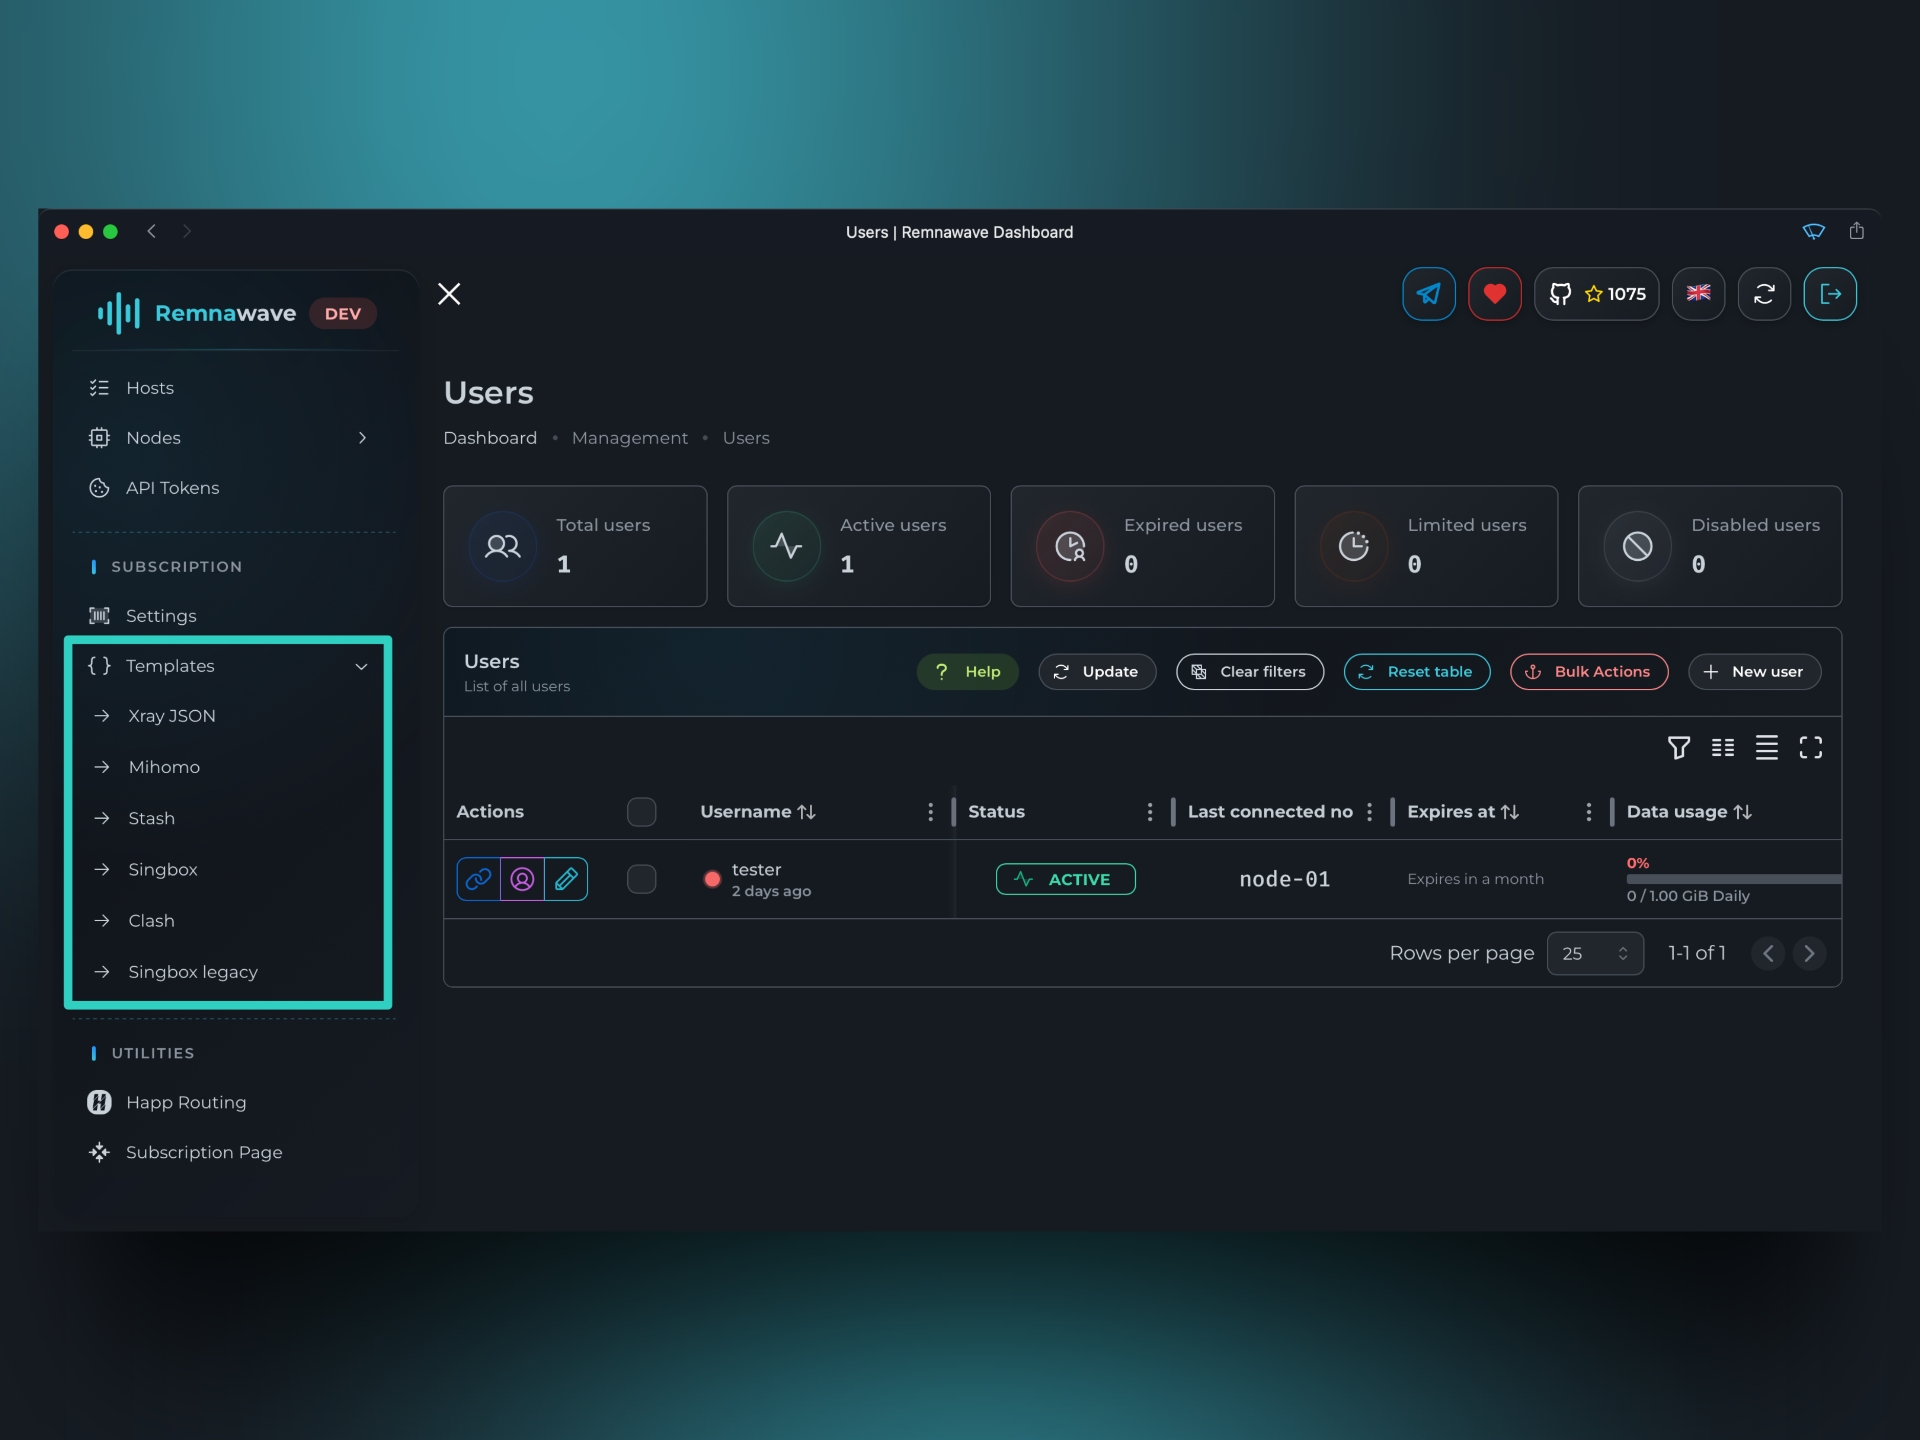 Users | Remnawave Dashboard
Remnawave DEV
1075
Hosts
Nodes
API Tokens
SUBSCRIPTION
Settings
Templates
Xray JSON
Mihomo
Stash
Singbox
Clash
Singbox legacy
UTILITIES
Happ Routing
Subscription Page
Users
Dashboard • Management • Users
Total users
1
Active users
1
Expired users
0
Limited users
0
Disabled users
0
Users
List of all users
? Help
Update
Clear filters
Reset table
Bulk Actions
New user
Actions Username Status Last connected no Expires at Data usage
tester
2 days ago
ACTIVE
node-01
Expires in a month
0%
0 / 1.00 GiB Daily
Rows per page 25 1-1 of 1